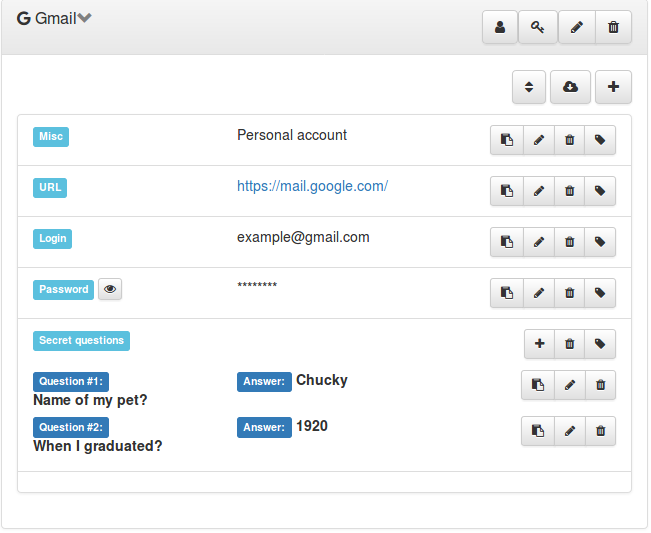 G Gmail
Misc Personal account
URL https://mail.google.com/
Login example@gmail.com
Password ********
Secret questions
Question #1: Answer: Chucky
Name of my pet?
Question #2: Answer: 1920
When I graduated?